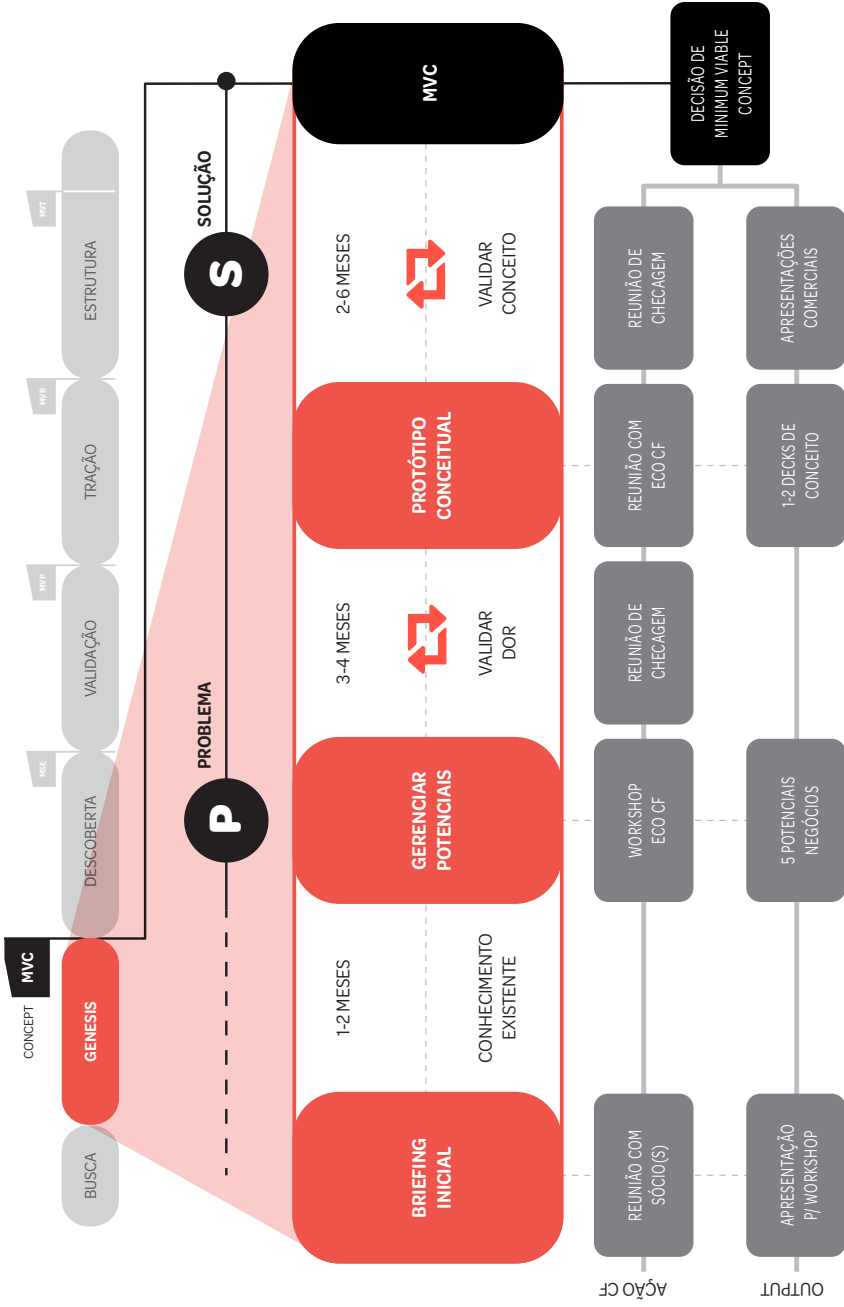 CONCEPT
MVC
MSE
MVP
MVR
MVT
BUSCA
GENESIS
DESCOBERTA
VALIDAÇÃO
TRAÇÃO
ESTRUTURA
PROBLEMA
P
SOLUÇÃO
S
BRIEFING
INICIAL
1-2 MESES
CONHECIMENTO
EXISTENTE
GERENCIAR
POTENCIAIS
3-4 MESES
VALIDAR
DOR
PROTÓTIPO
CONCEITUAL
2-6 MESES
VALIDAR
CONCEITO
MVC
AÇÃO CF
REUNIÃO COM
SÓCIO(S)
WORKSHOP
ECO CF
REUNIÃO DE
CHECAGEM
REUNIÃO COM
ECO CF
REUNIÃO DE
CHECAGEM
OUTPUT
APRESENTAÇÃO
P/ WORKSHOP
5 POTENCIAIS
NEGÓCIOS
1-2 DECKS DE
CONCEITO
APRESENTAÇÕES
COMERCIAIS
DECISÃO DE
MINIMUM VIABLE
CONCEPT